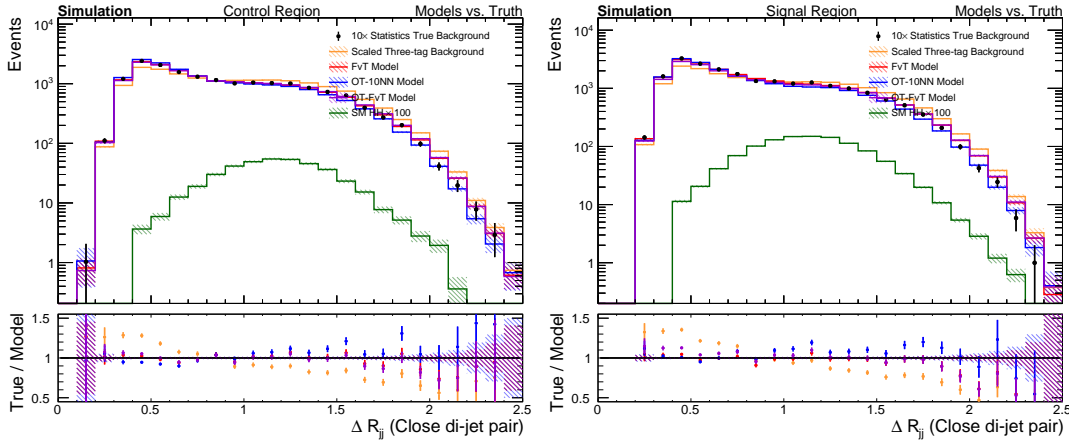 Simulation Control Region Models vs. Truth
Events
10⁴
10³
10²
10
1
10× Statistics True Background
Scaled Three-tag Background
FvT Model
OT-10NN Model
OT-FvT Model
SM HH × 100
True / Model
1.5
1
0.5
0 0.5 1 1.5 2 2.5
Δ R_jj (Close di-jet pair)
Simulation Signal Region Models vs. Truth
Events
10⁴
10³
10²
10
1
10× Statistics True Background
Scaled Three-tag Background
FvT Model
OT-10NN Model
OT-FvT Model
SM HH × 100
True / Model
1.5
1
0.5
0 0.5 1 1.5 2 2.5
Δ R_jj (Close di-jet pair)